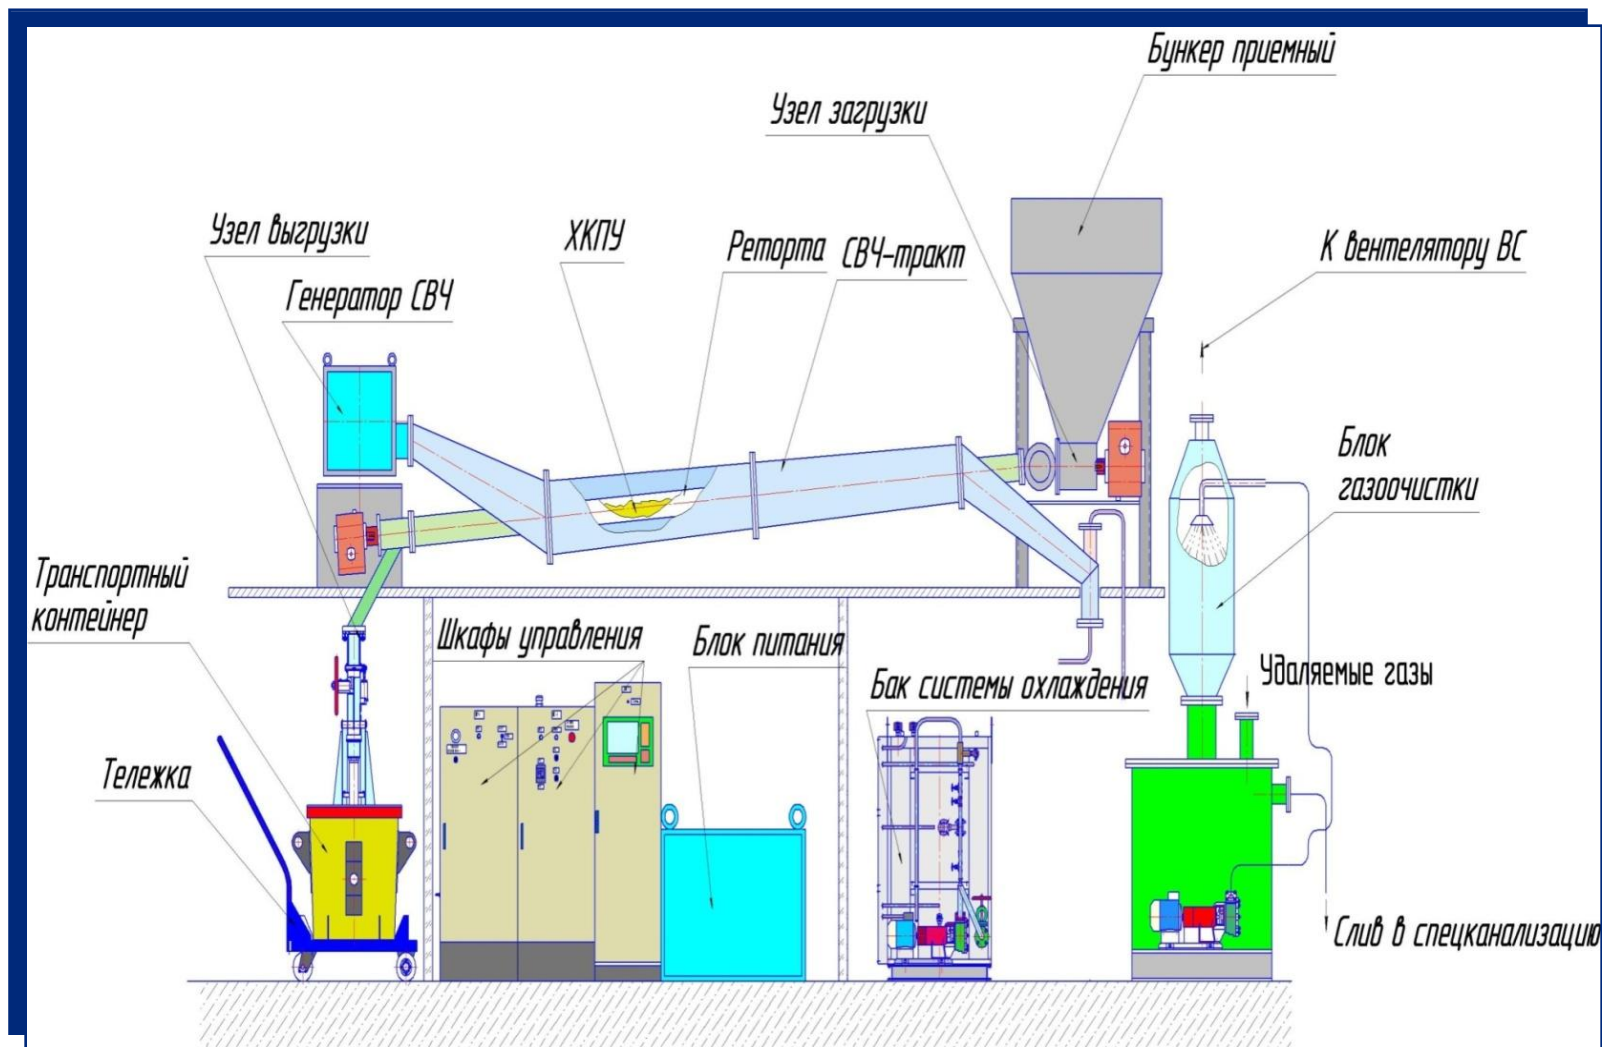 Бункер приемный
Узел загрузки
Узел выгрузки
ХКПУ
Реторта
СВЧ-тракт
К вентелятору ВС
Генератор СВЧ
Блок
газоочистки
Транспортный
контейнер
Шкафы управления
Блок питания
Бак системы охлаждения
Удаляемые газы
Тележка
Слив в спецканализацию